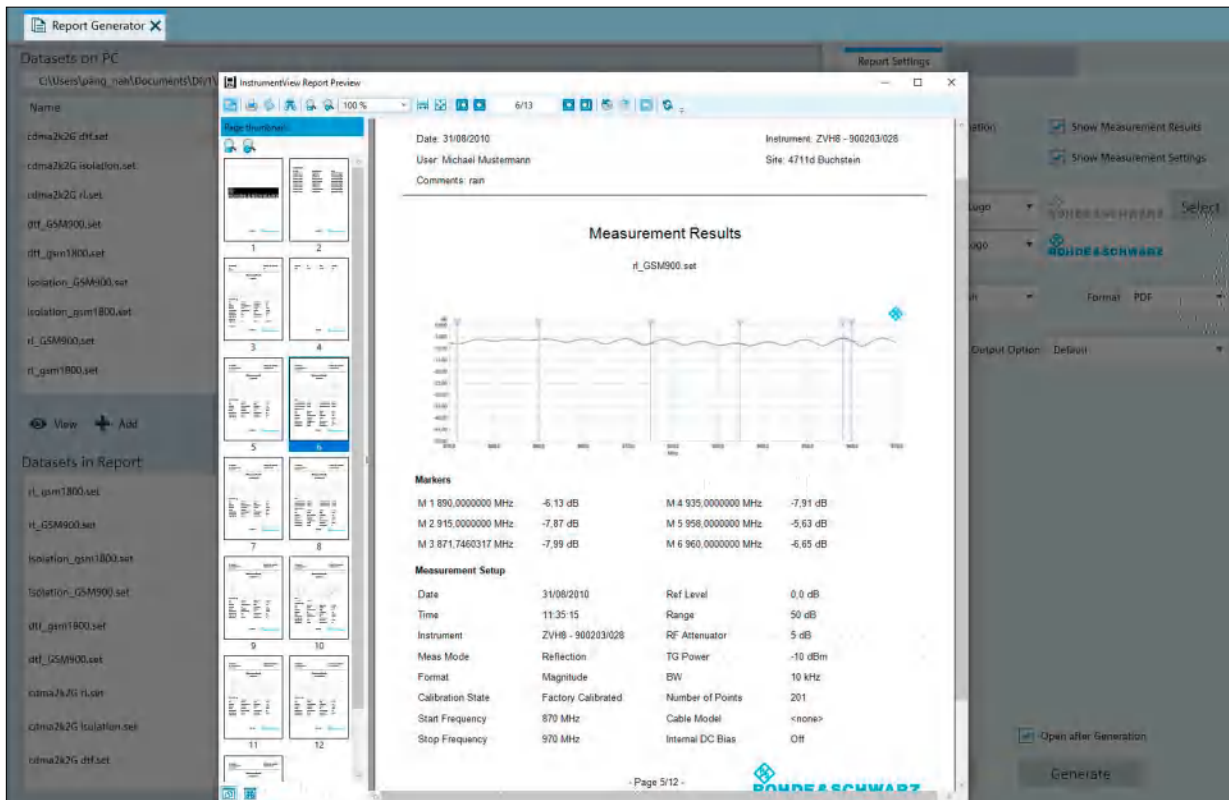 Report Generator
Datasets on PC
Name
cdma2k2G dtf.set
cdma2k2G isolation.set
cdma2k2G rl.set
dtf_GSM900.set
dtf_gsm1800.set
Isolation_GSM900.set
Isolation_gsm1800.set
rl_GSM900.set
rl_gsm1800.set
View Add
Datasets in Report
rl_gsm1800.set
rl_GSM900.set
Isolation_gsm1800.set
Isolation_GSM900.set
dtf_gsm1800.set
dtf_GSM900.set
cdma2k2G rl.set
cdma2k2G isolation.set
cdma2k2G dtf.set
InstrumentView Report Preview
100 % 6/13
1 2
3 4
5 6
7 8
9 10
11 12
Date: 31/08/2010 Instrument: ZVH8 - 900203/028
User: Michael Mustermann Site: 4711d Buchstein
Comments: rain
Measurement Results
rl_GSM900.set
Markers
M 1 890,0000000 MHz -6,13 dB M 4 935,0000000 MHz -7,91 dB
M 2 915,0000000 MHz -7,87 dB M 5 958,0000000 MHz -5,63 dB
M 3 871,7460317 MHz -7,99 dB M 6 960,0000000 MHz -6,65 dB
Measurement Setup
Date 31/08/2010 Ref Level 0,0 dB
Time 11:35:15 Range 50 dB
Instrument ZVH8 - 900203/028 RF Attenuator 5 dB
Meas Mode Reflection TG Power -10 dBm
Format Magnitude BW 10 kHz
Calibration State Factory Calibrated Number of Points 201
Start Frequency 870 MHz Cable Model <none>
Stop Frequency 970 MHz Internal DC Bias Off
- Page 5/12 -
ROHDE&SCHWARZ
Report Settings
Show Measurement Results
Show Measurement Settings
ROHDE&SCHWARZ Select
ROHDE&SCHWARZ
Format PDF
Output Option Default
Open after Generation
Generate